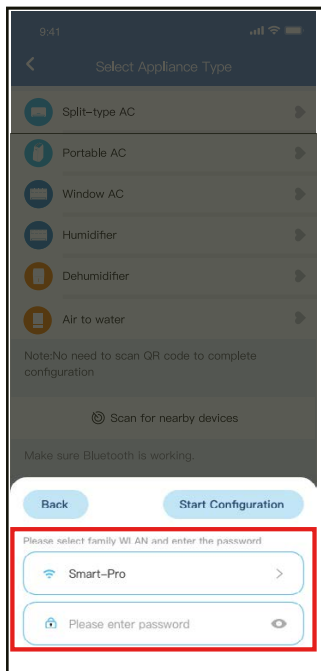 9:41
Select Appliance Type
Split-type AC
Portable AC
Window AC
Humidifier
Dehumidifier
Air to water
Note:No need to scan QR code to complete
configuration
Scan for nearby devices
Make sure Bluetooth is working.
Back
Start Configuration
Please select family WLAN and enter the password
Smart-Pro
Please enter password